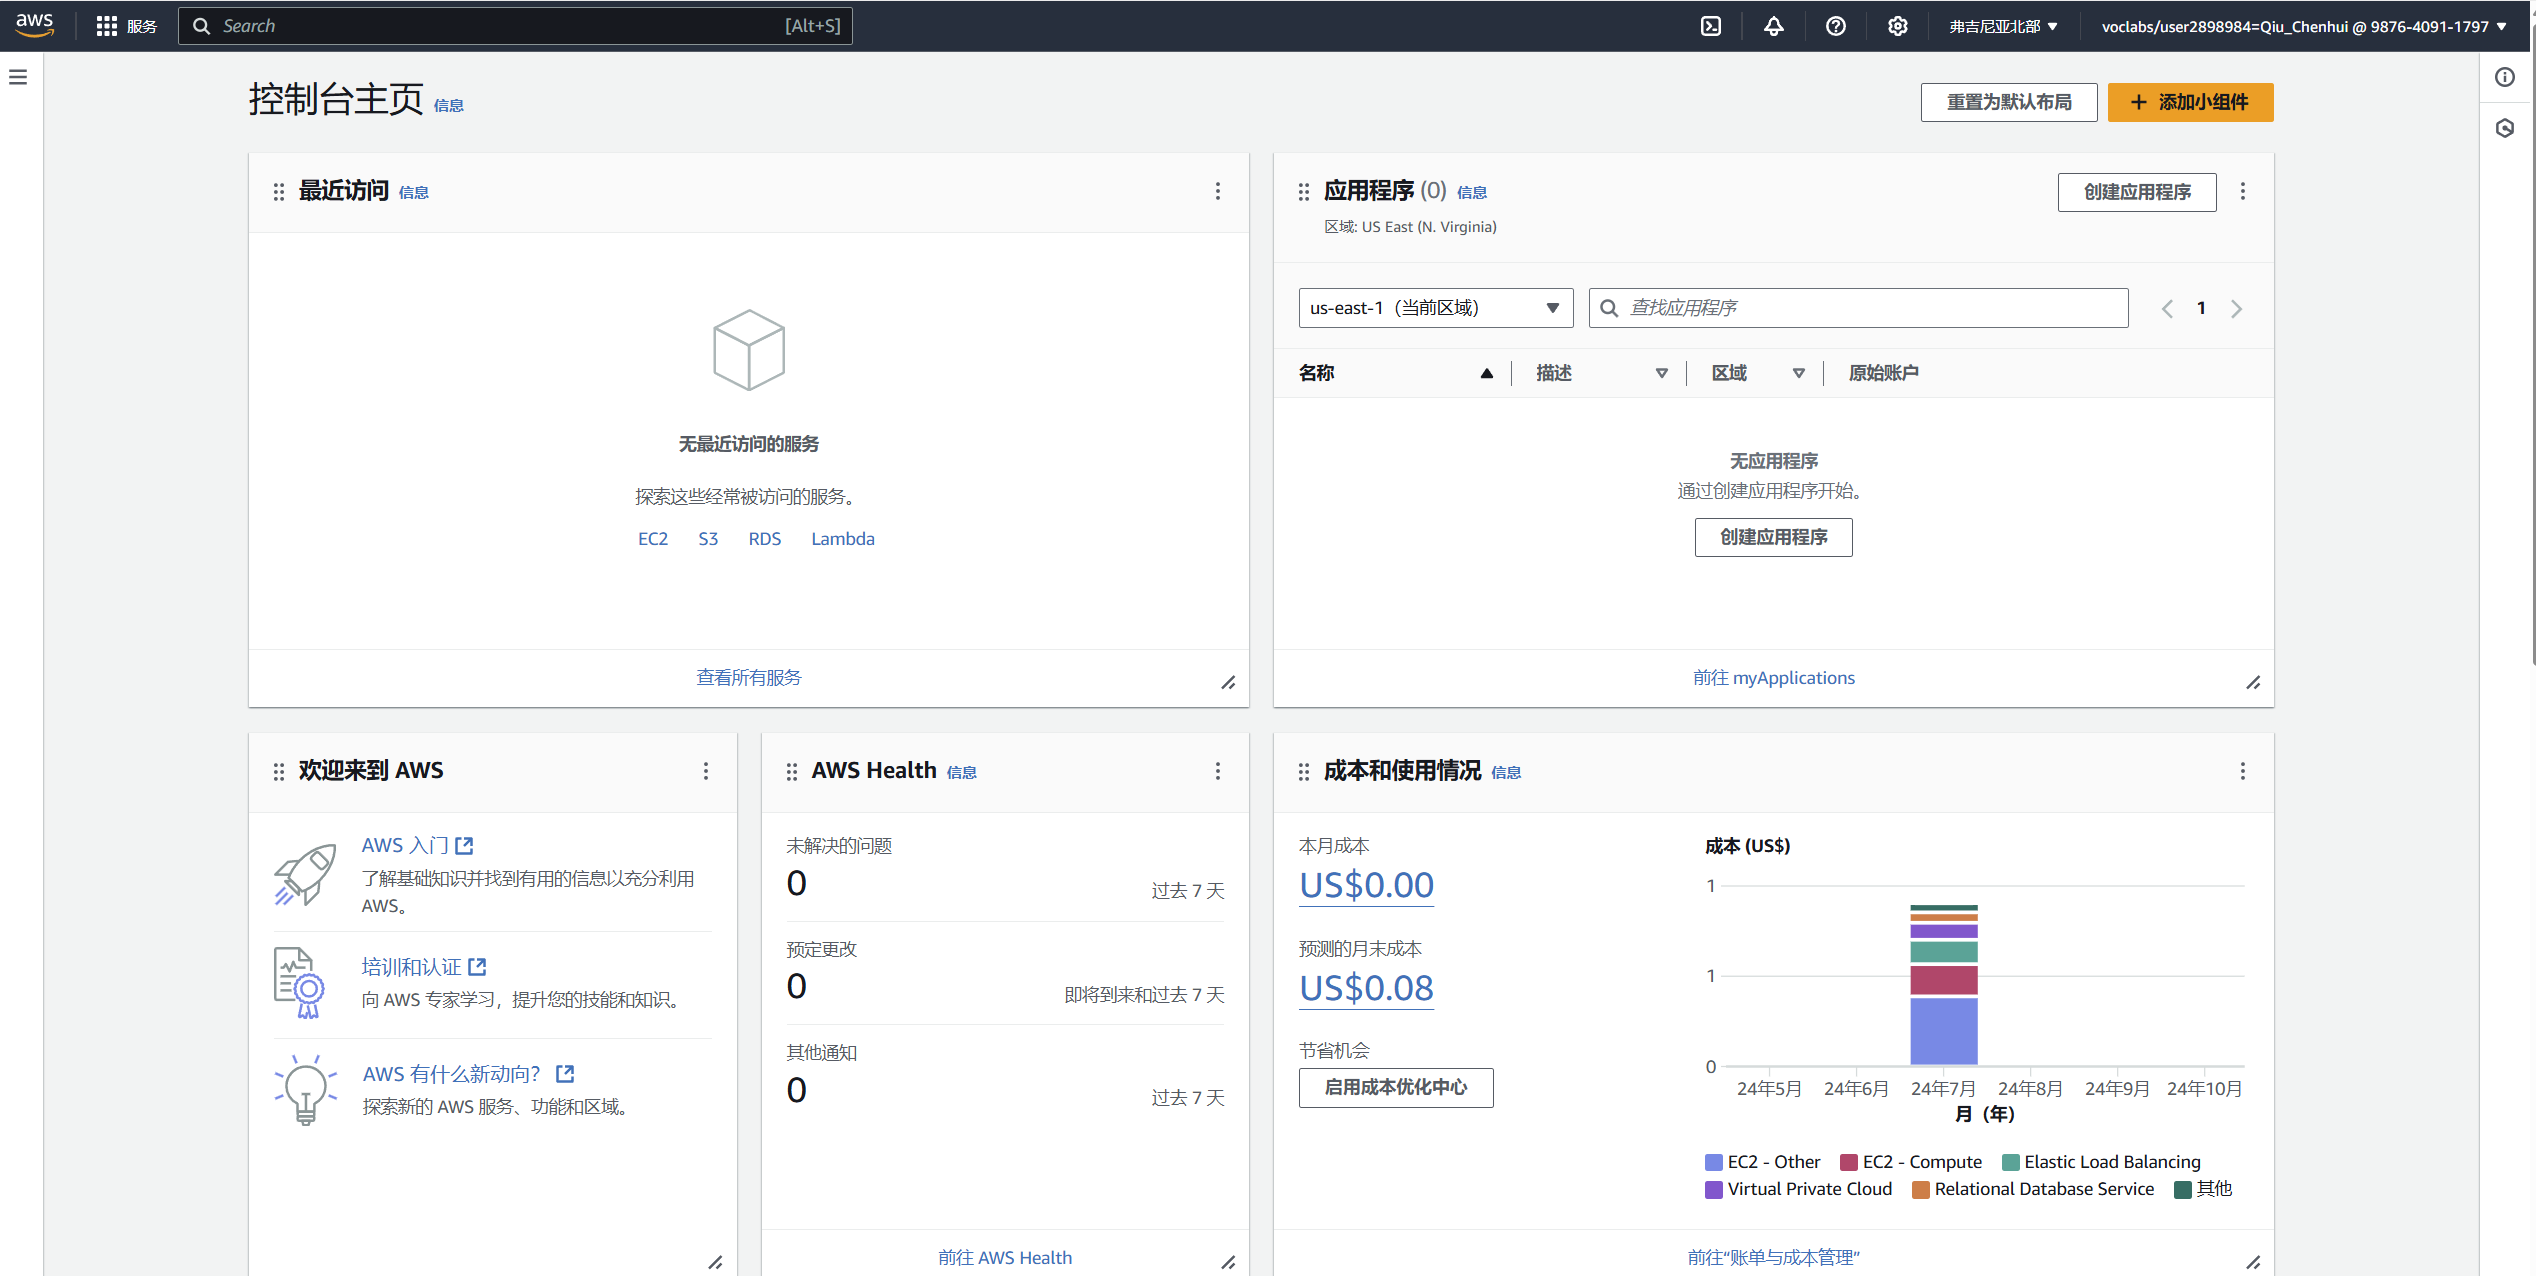 aws
服务
Search
[Alt+S]
弗吉尼亚北部
voclabs/user2898984=Qiu_Chenhui @ 9876-4091-1797
控制台主页 信息
重置为默认布局
添加小组件
最近访问 信息
无最近访问的服务
探索这些经常被访问的服务。
EC2 S3 RDS Lambda
查看所有服务
应用程序 (0) 信息
区域: US East (N. Virginia)
创建应用程序
us-east-1（当前区域）
查找应用程序
1
名称 描述 区域 原始账户
无应用程序
通过创建应用程序开始。
创建应用程序
前往 myApplications
欢迎来到 AWS
AWS 入门
了解基础知识并找到有用的信息以充分利用
AWS。
培训和认证
向 AWS 专家学习，提升您的技能和知识。
AWS 有什么新动向？
探索新的 AWS 服务、功能和区域。
AWS Health 信息
未解决的问题
0
过去 7 天
预定更改
0
即将到来和过去 7 天
其他通知
0
过去 7 天
前往 AWS Health
成本和使用情况 信息
本月成本
US$0.00
预测的月末成本
US$0.08
节省机会
启用成本优化中心
成本 (US$)
1
1
0
24年5月 24年6月 24年7月 24年8月 24年9月 24年10月
月（年）
EC2 - Other EC2 - Compute Elastic Load Balancing
Virtual Private Cloud Relational Database Service 其他
前往“账单与成本管理”